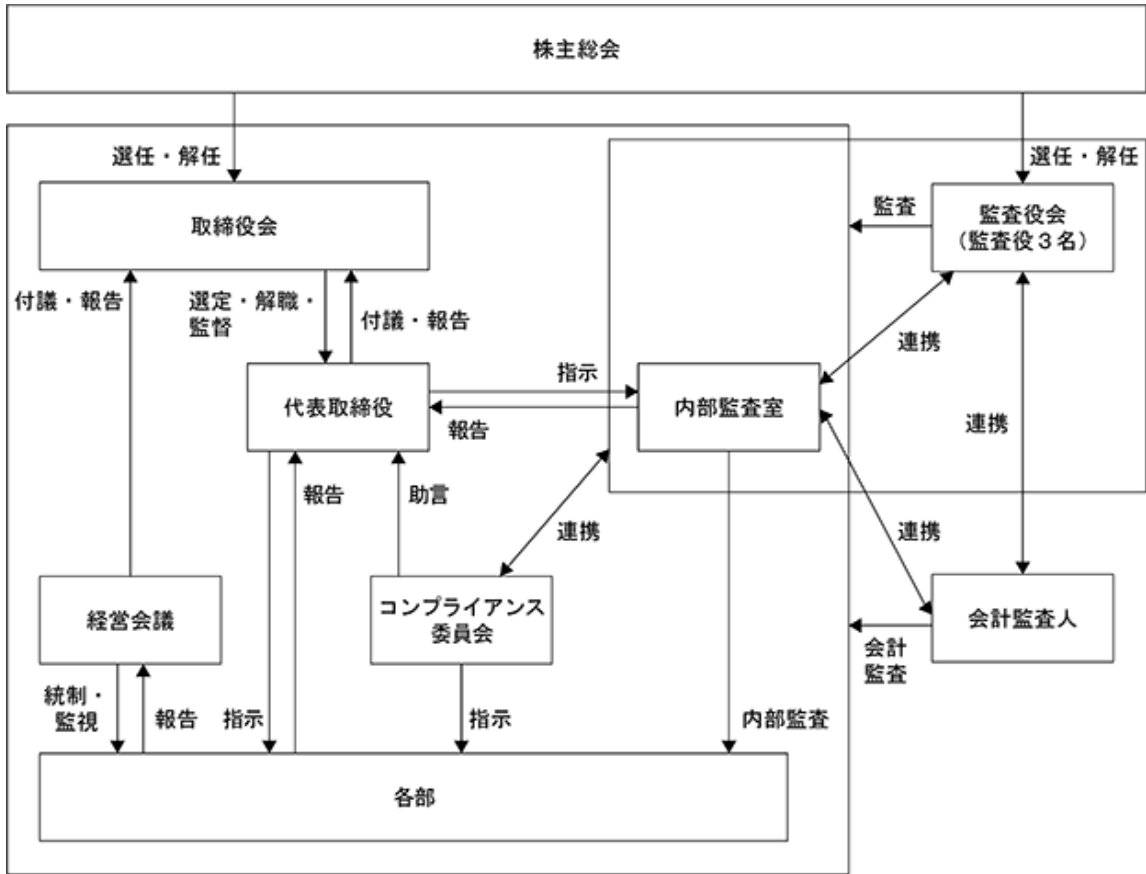 株主総会
選任・解任
選任・解任
取締役会
監査
監査役会
（監査役３名）
付議・報告
選定・解職・
監督
付議・報告
連携
指示
代表取締役
内部監査室
報告
連携
報告
助言
連携
連携
経営会議
コンプライアンス
委員会
会計監査人
会計
監査
統制・
監視
報告
指示
指示
内部監査
各部